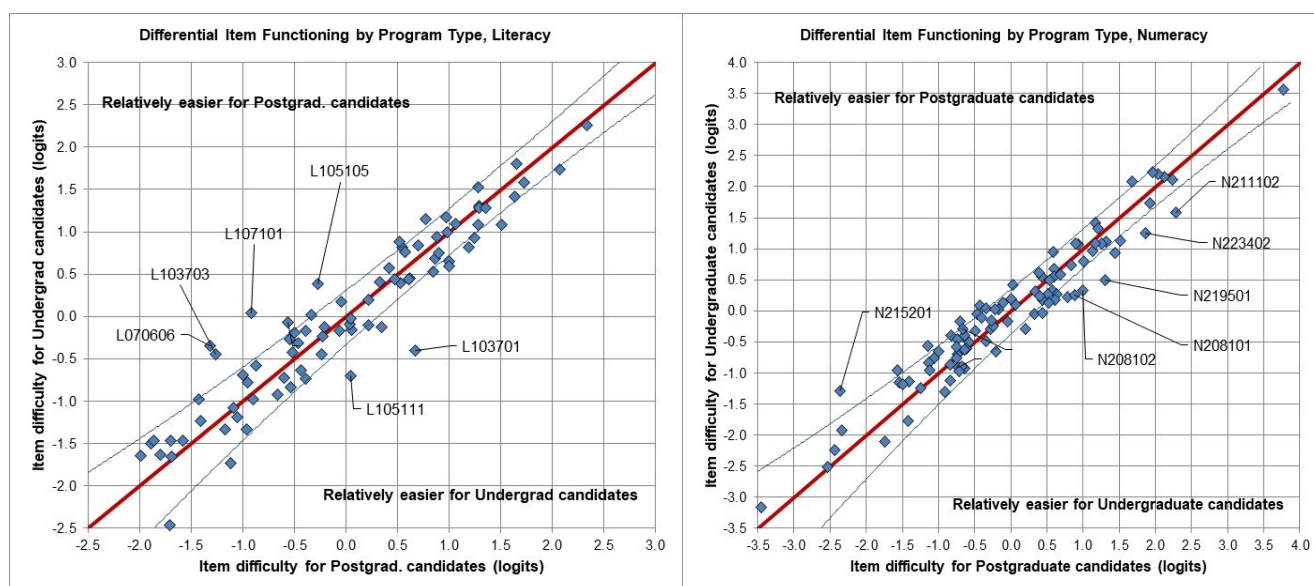 Differential Item Functioning by Program Type, Literacy
3.0
2.5
2.0
1.5
1.0
0.5
0.0
-0.5
-1.0
-1.5
-2.0
-2.5
-2.5
-2.0
-1.5
-1.0
-0.5
0.0
0.5
1.0
1.5
2.0
2.5
3.0
Item difficulty for Undergrad candidates (logits)
Item difficulty for Postgrad. candidates (logits)
Relatively easier for Postgrad. candidates
L105105
L107101
L103703
L070606
L103701
L105111
Relatively easier for Undergrad candidates
Differential Item Functioning by Program Type, Numeracy
4.0
3.5
3.0
2.5
2.0
1.5
1.0
0.5
0.0
-0.5
-1.0
-1.5
-2.0
-2.5
-3.0
-3.5
-3.5
-3.0
-2.5
-2.0
-1.5
-1.0
-0.5
0.0
0.5
1.0
1.5
2.0
2.5
3.0
3.5
4.0
Item difficulty for Undergraduate candidates (logits)
Item difficulty for Postgraduate candidates (logits)
Relatively easier for Postgraduate candidates
N211102
N223402
N219501
N215201
N208101
N208102
Relatively easier for Undergraduate candidates